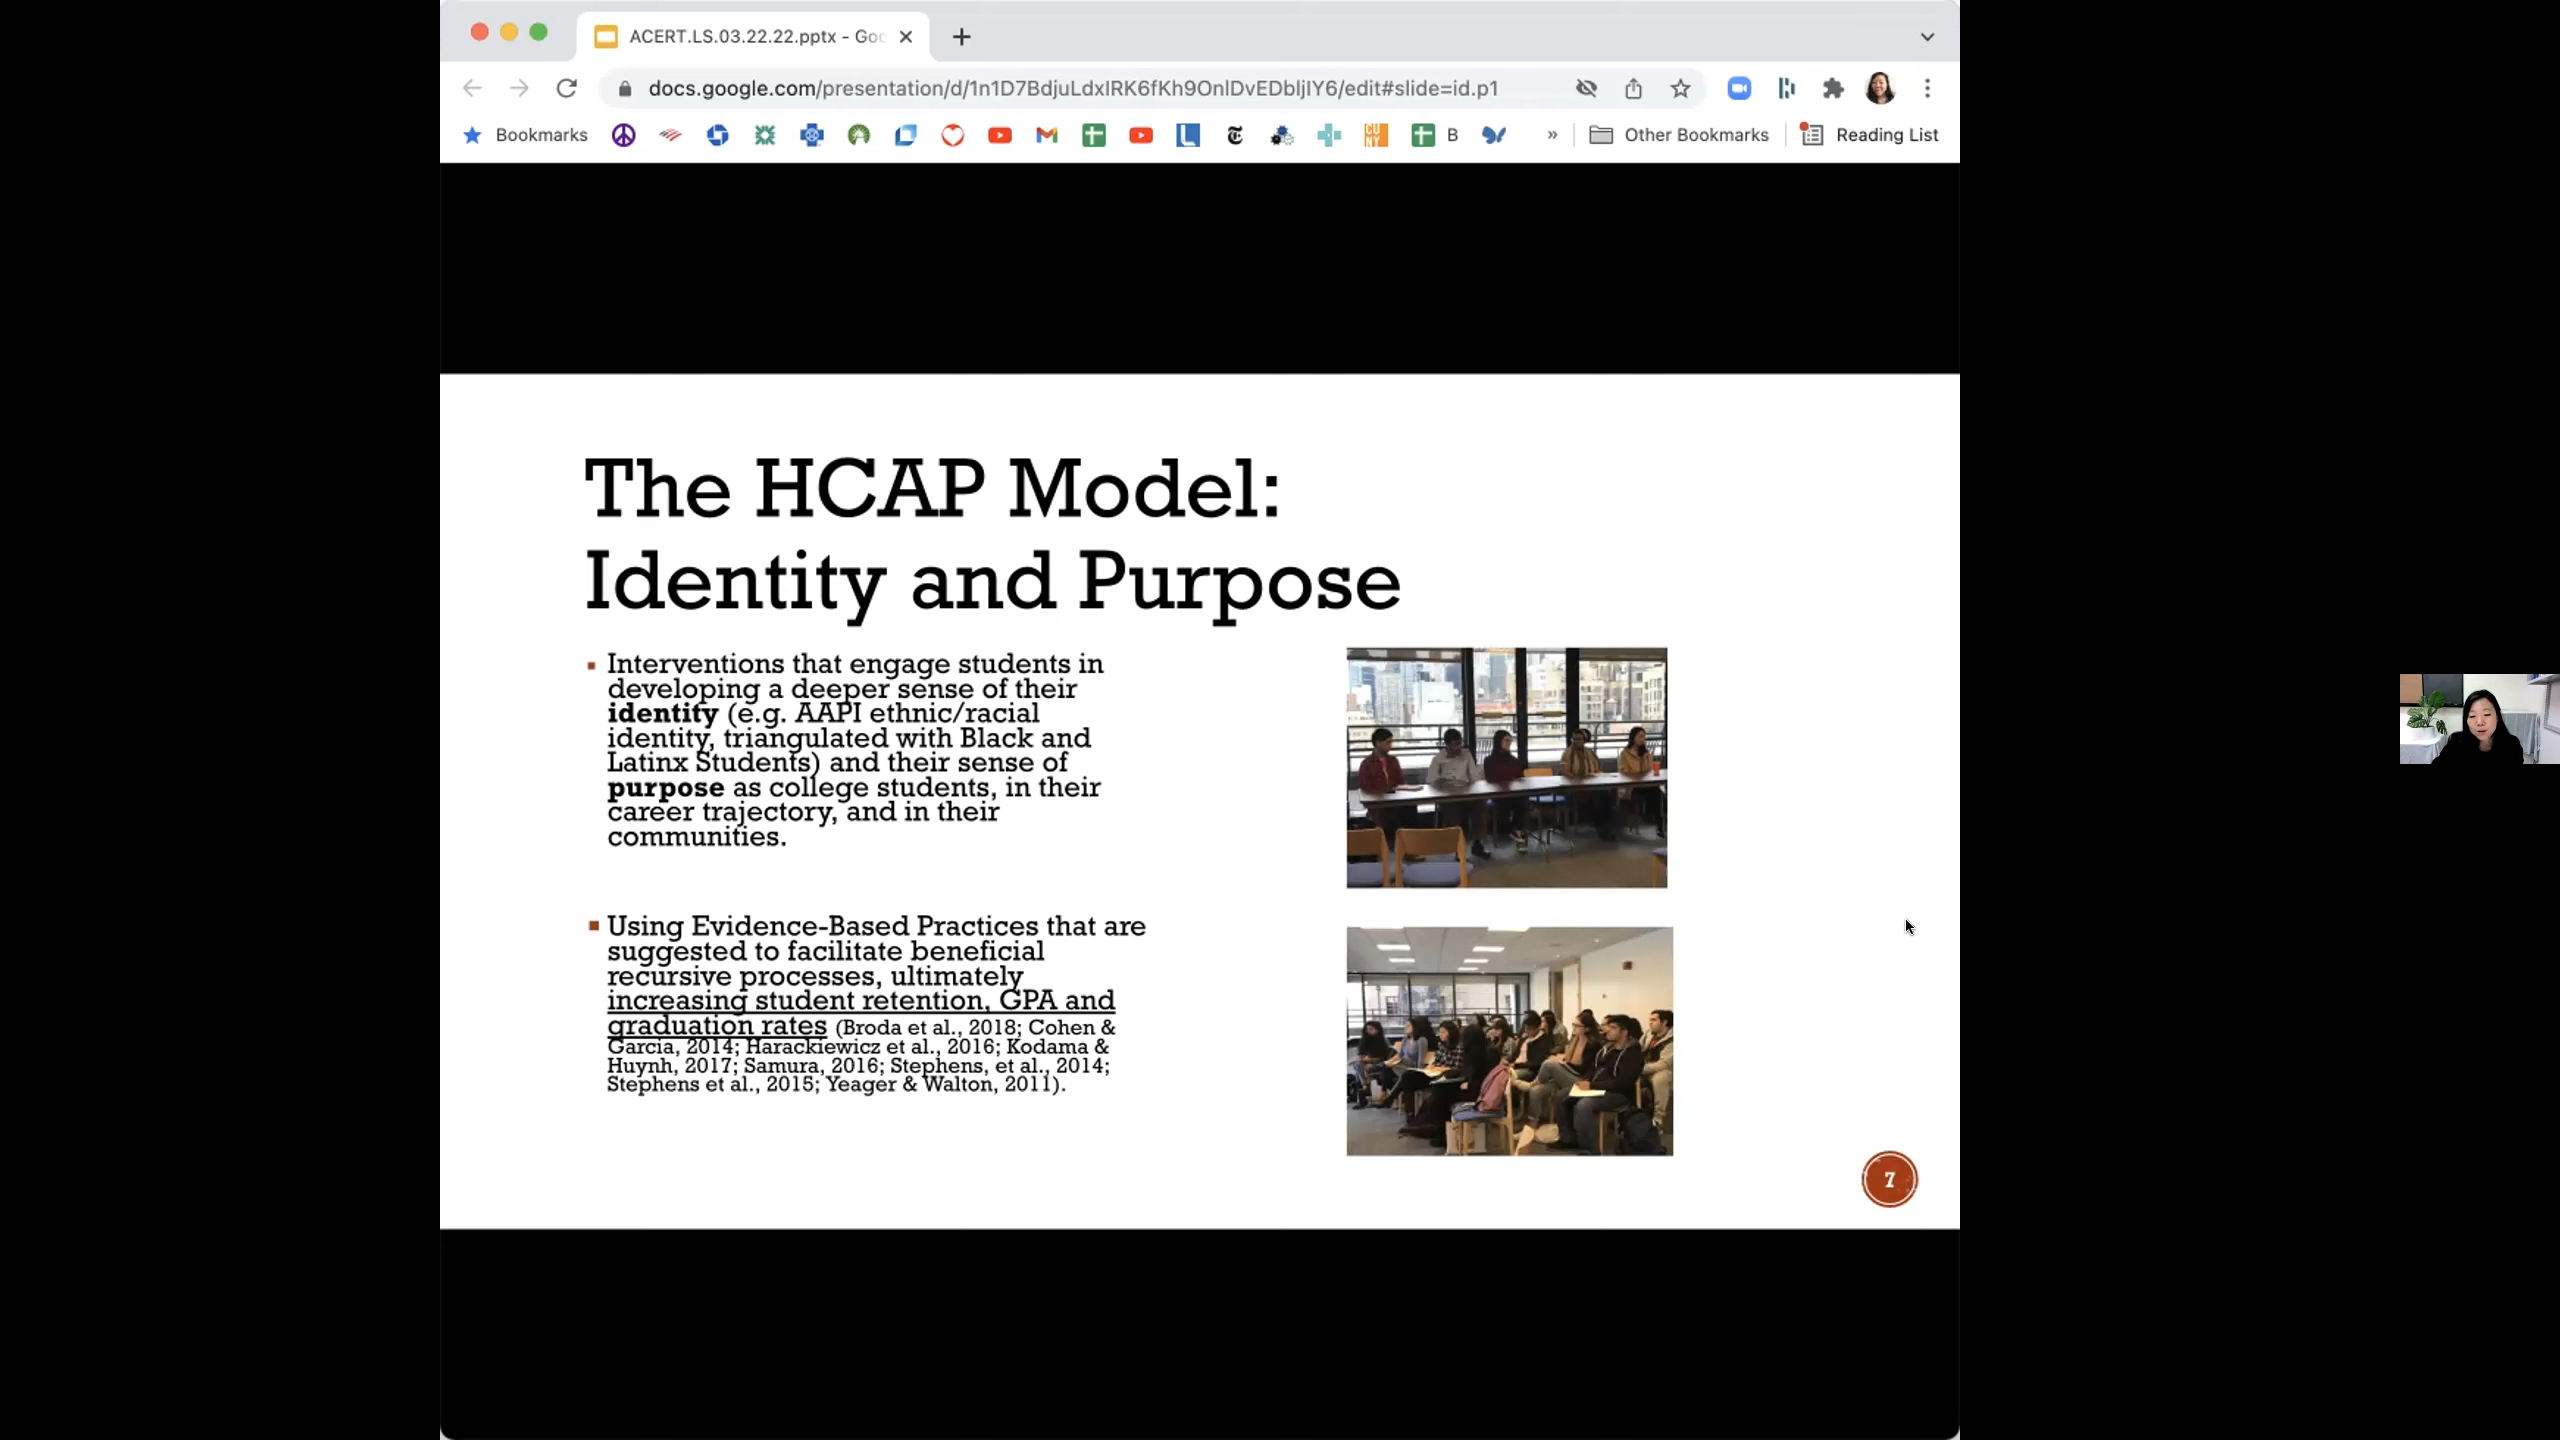 ACERT.LS.03.22.22.pptx - Goo
docs.google.com/presentation/d/1n1D7BdjuLdxIRK6fKh9OnlDvEDbljIY6/edit#slide=id.p1
Bookmarks
L
CU
NY
B
»
Other Bookmarks
Reading List
The HCAP Model:
Identity and Purpose
Interventions that engage students in
developing a deeper sense of their
identity (e.g. AAPI ethnic/racial
identity, triangulated with Black and
Latinx Students) and their sense of
purpose as college students, in their
career trajectory, and in their
communities.
Using Evidence-Based Practices that are
suggested to facilitate beneficial
recursive processes, ultimately
increasing student retention, GPA and
graduation rates (Broda et al., 2018; Cohen &
Garcia, 2014; Harackiewicz et al., 2016; Kodama &
Huynh, 2017; Samura, 2016; Stephens, et al., 2014;
Stephens et al., 2015; Yeager & Walton, 2011).
7